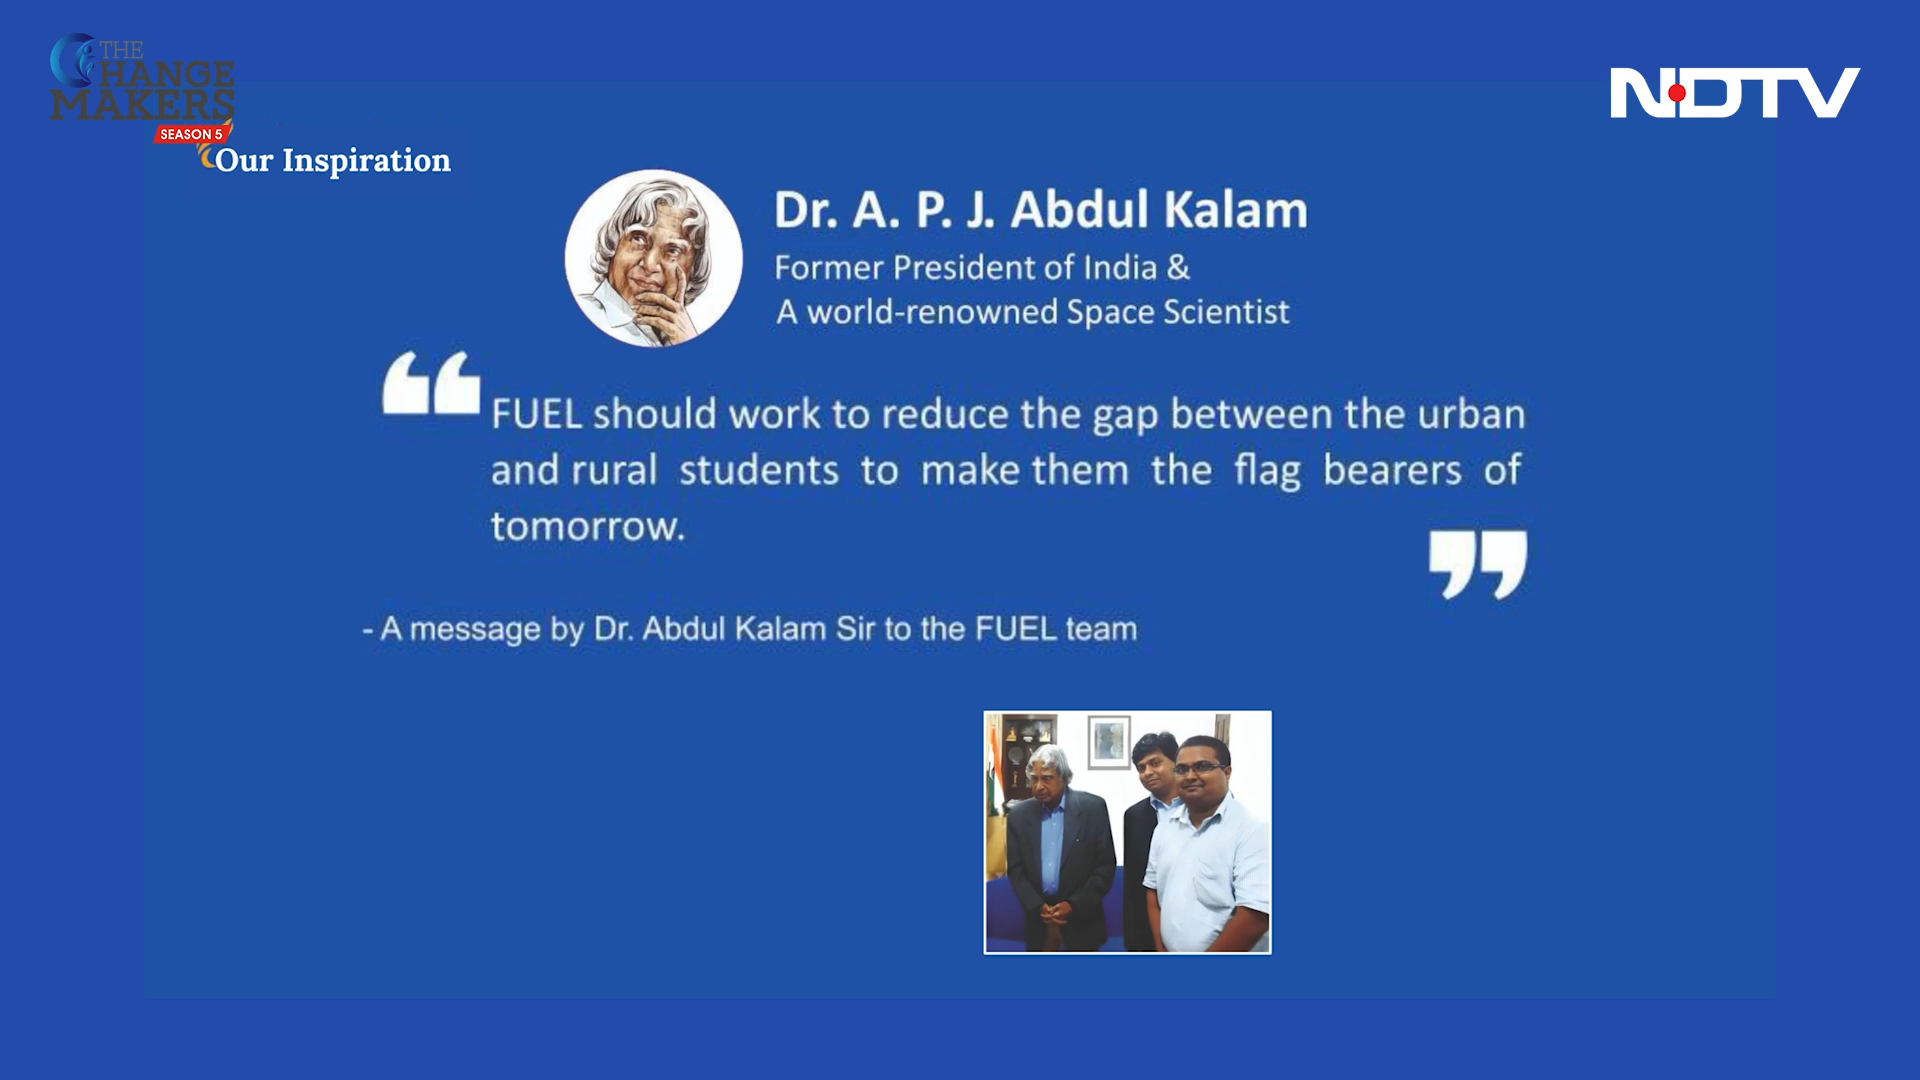 THE
CHANGE
MAKERS
SEASON 5
NDTV
Our Inspiration
Dr. A. P. J. Abdul Kalam
Former President of India &
A world-renowned Space Scientist
“FUEL should work to reduce the gap between the urban
and rural students to make them the flag bearers of
tomorrow.”
- A message by Dr. Abdul Kalam Sir to the FUEL team